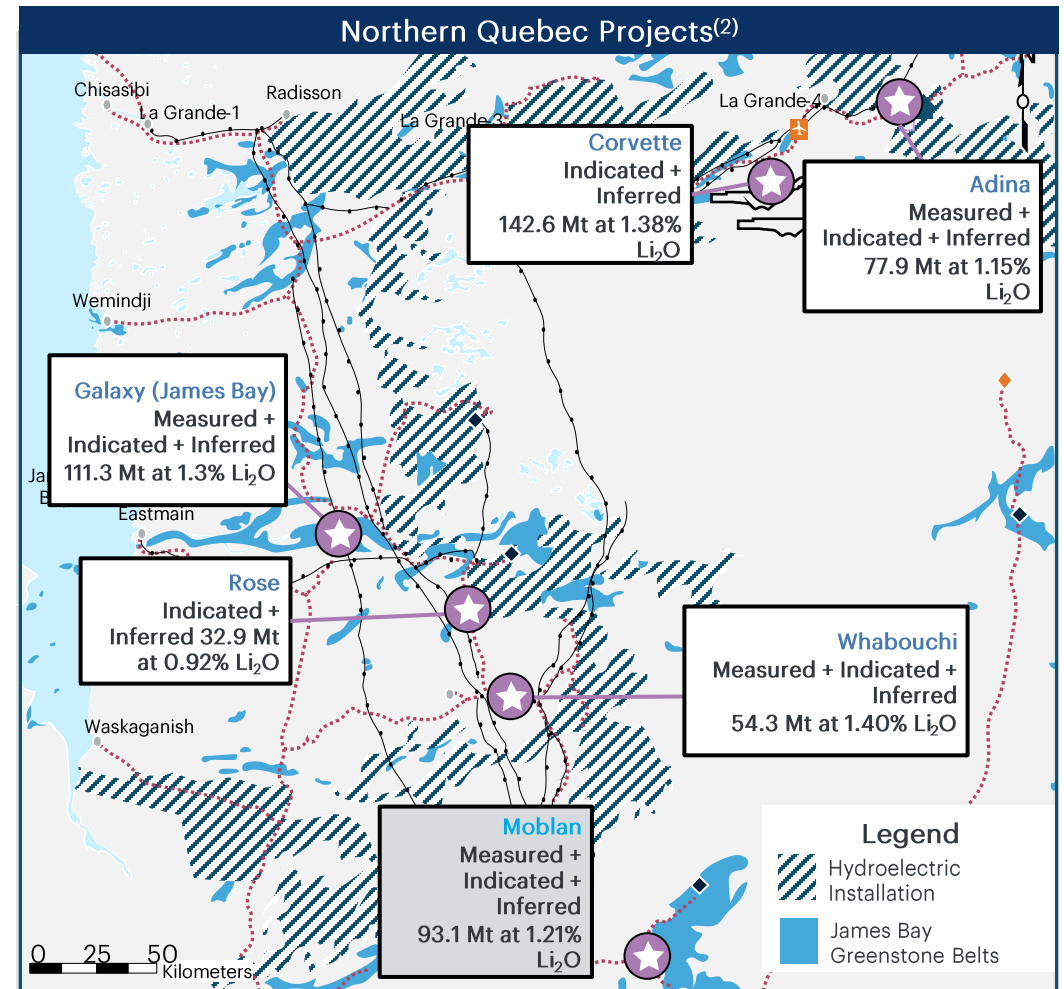 Northern Quebec Projects(2)
Chisasibi
La Grande-1
Radisson
La Grande-3
La Grande-4
N
Corvette
Indicated +
Inferred
142.6 Mt at 1.38%
Li₂O
Adina
Measured +
Indicated + Inferred
77.9 Mt at 1.15%
Li₂O
Wemindji
Galaxy (James Bay)
Measured +
Indicated + Inferred
111.3 Mt at 1.3% Li₂O
Eastmain
Rose
Indicated +
Inferred 32.9 Mt
at 0.92% Li₂O
Whabouchi
Measured + Indicated +
Inferred
54.3 Mt at 1.40% Li₂O
Waskaganish
Moblan
Measured +
Indicated +
Inferred
93.1 Mt at 1.21%
Li₂O
Legend
Hydroelectric
Installation
James Bay
Greenstone Belts
0 25 50
Kilometers